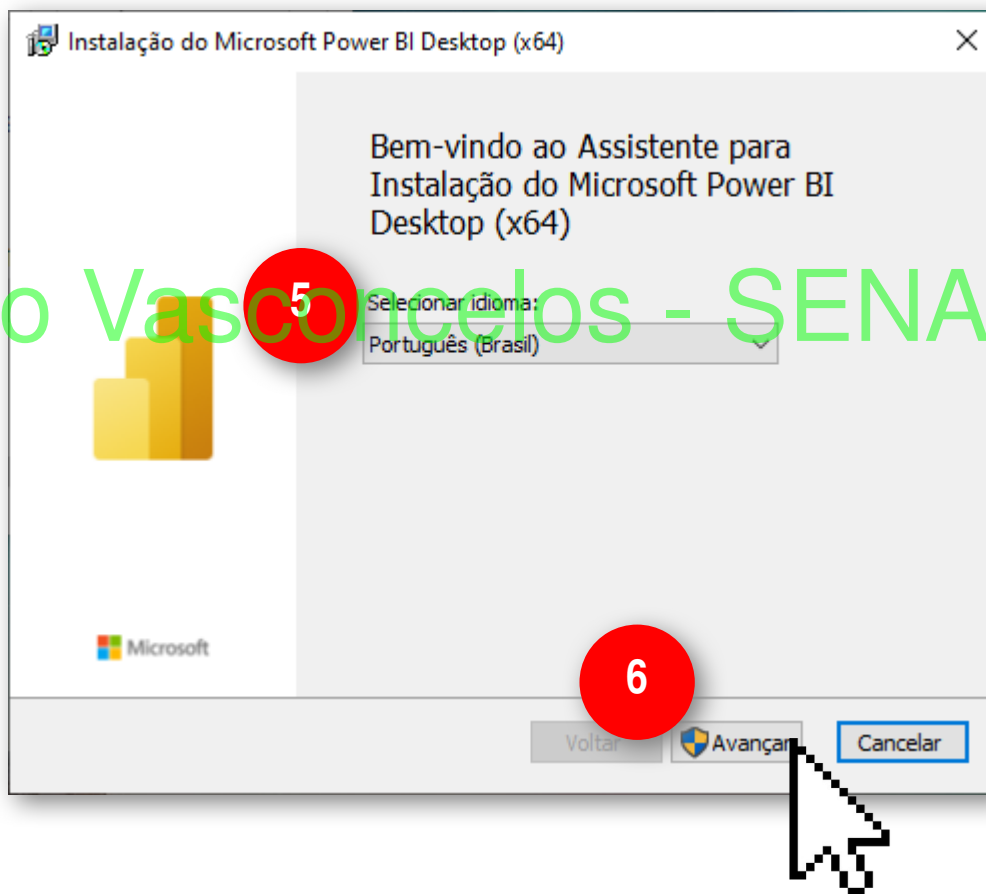 Instalação do Microsoft Power BI Desktop (x64)
Bem-vindo ao Assistente para
Instalação do Microsoft Power BI
Desktop (x64)
o Vasconcelos - SENA
5
Selecionar idioma:
Português (Brasil)
Microsoft
6
Voltar
Avançar
Cancelar